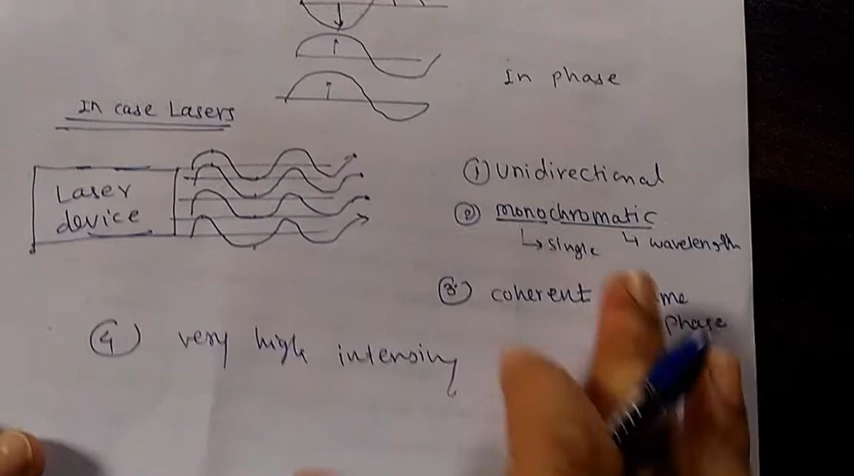 In phase
In case Lasers
Laser
device
① Unidirectional
② monochromatic
↳ single ↳ wavelength
③ coherent
phase
④ very high